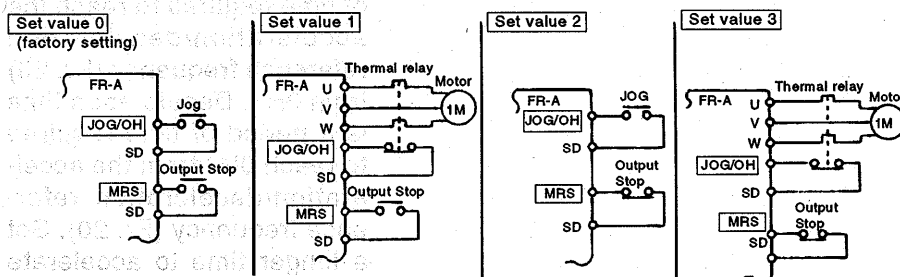 Set value 0
(factory setting)
FR-A
Jog
JOG/OH
SD
Output Stop
MRS
SD
Set value 1
FR-A
Thermal relay
Motor
U
V
1M
W
JOG/OH
SD
Output Stop
MRS
SD
Set value 2
FR-A
JOG
JOG/OH
SD
Output
Stop
MRS
SD
Set value 3
Thermal relay
FR-A
U
Moto
V
1M
W
JOG/OH
SD
Output
Stop
MRS
SD